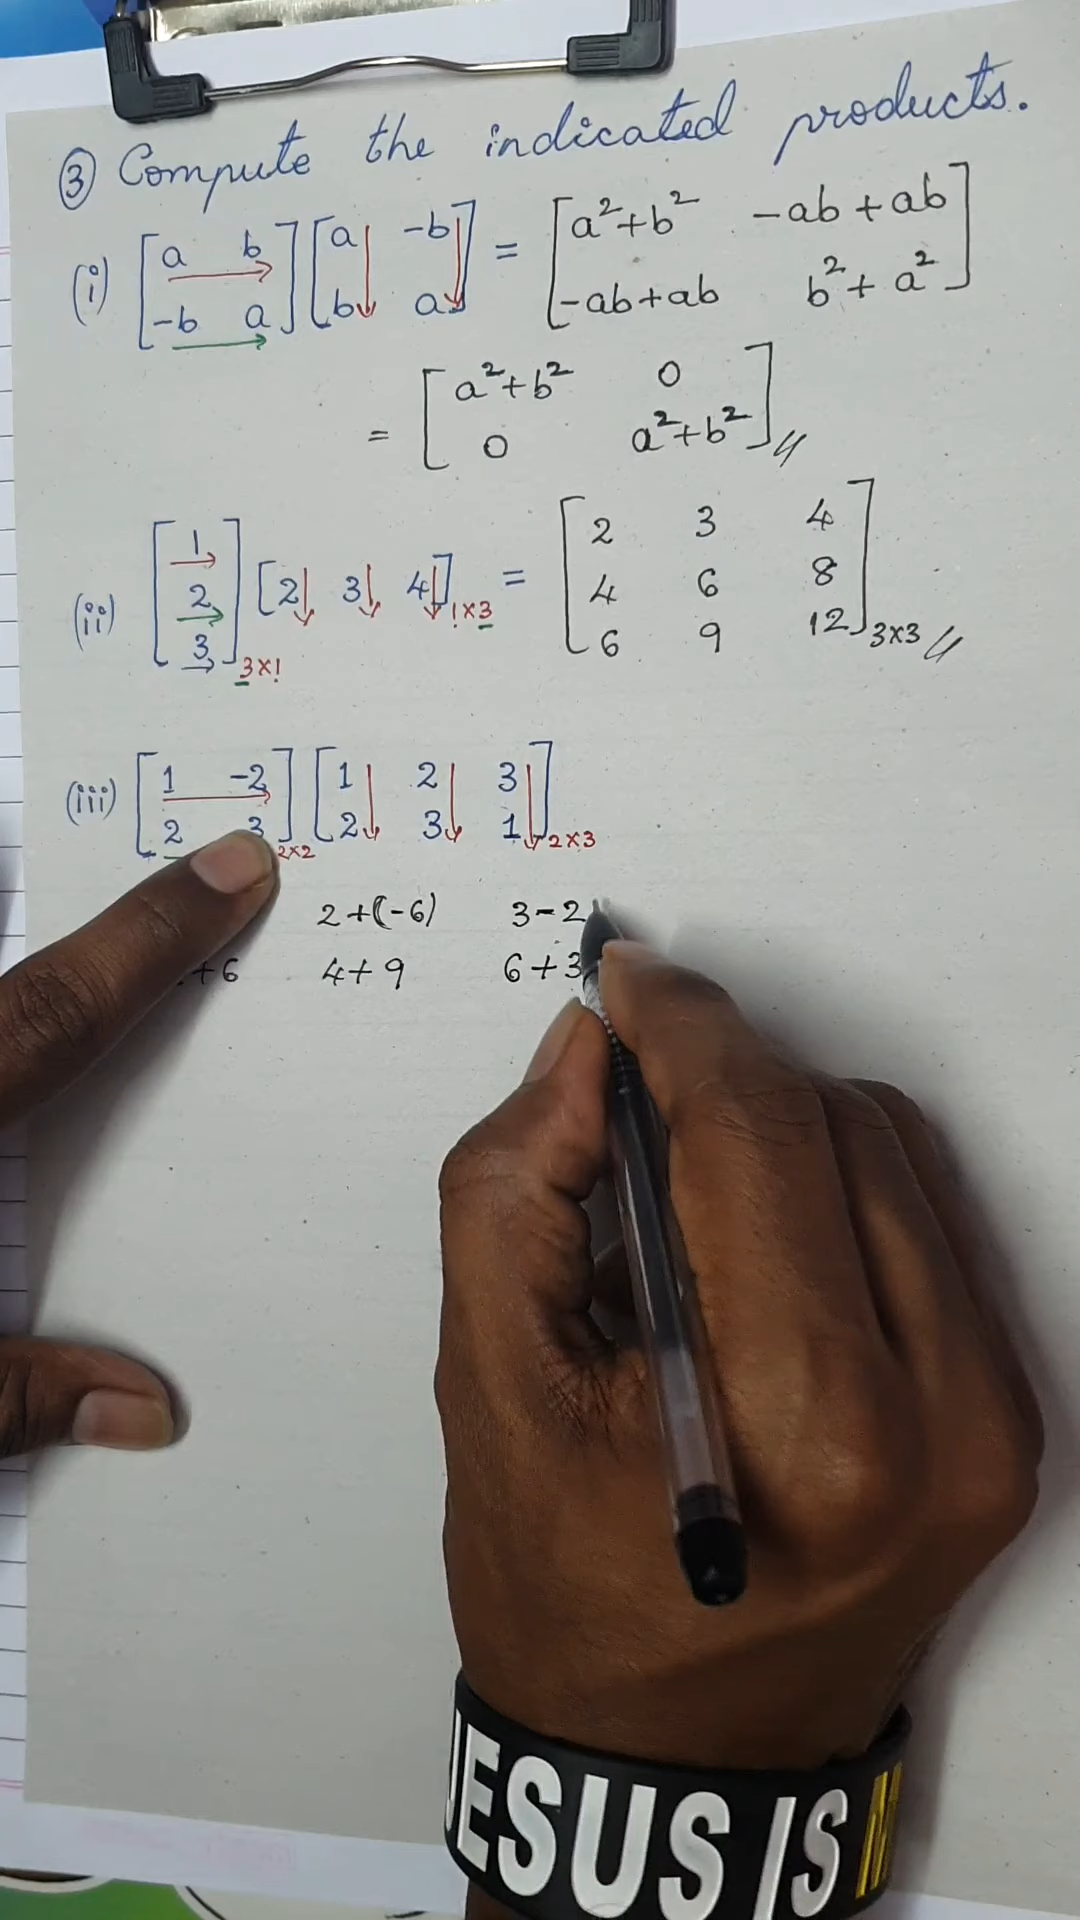 ③ Compute the indicated products.
(i) [a b -b a] [a -b b a] = [a²+b² -ab+ab -ab+ab b²+a²]
= [a²+b² 0 0 a²+b²]
(ii) [1 2 3]3×1 [2 3 4]1×3 = [2 3 4 4 6 8 6 9 12]3×3
(iii) [1 -2 2 3]2×2 [1 2 3 2 3 1]2×3
2+(-6) 3-2
+6 4+9 6+3
JESUS IS